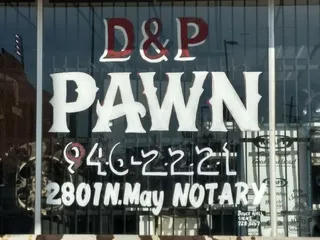 D&P
PAWN
946-2221
2801 N. May NOTARY